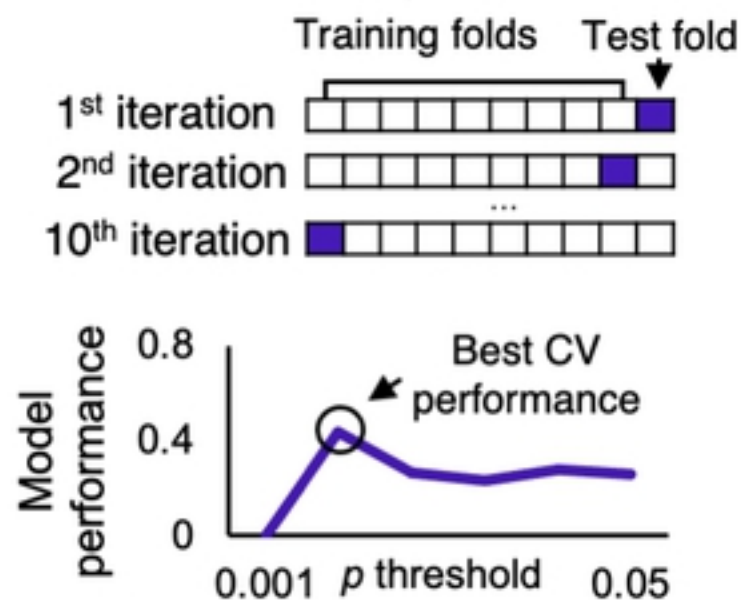 Training folds
Test fold
1st iteration
2nd iteration
...
10th iteration
Model
performance
0.8
0.4
0
Best CV
performance
0.001
p threshold
0.05